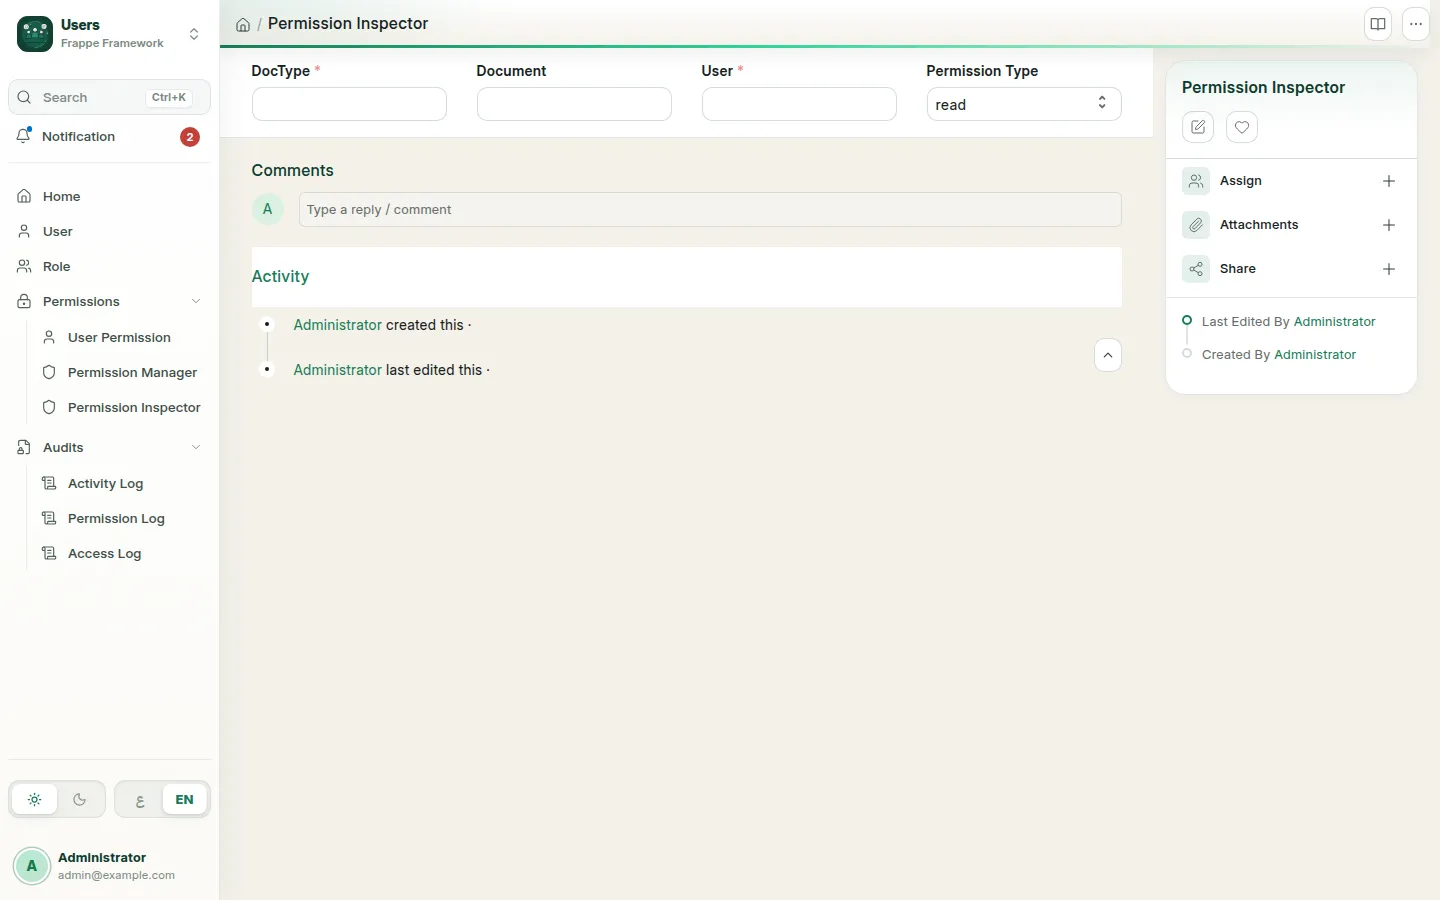 Users
Frappe Framework
Search
Ctrl+K
Notification
2
Home
User
Role
Permissions
User Permission
Permission Manager
Permission Inspector
Audits
Activity Log
Permission Log
Access Log
ع
EN
A
Administrator
admin@example.com
/ Permission Inspector
DocType *
Document
User *
Permission Type
read
Comments
A
Type a reply / comment
Activity
Administrator created this ·
Administrator last edited this ·
Permission Inspector
Assign
Attachments
Share
Last Edited By Administrator
Created By Administrator